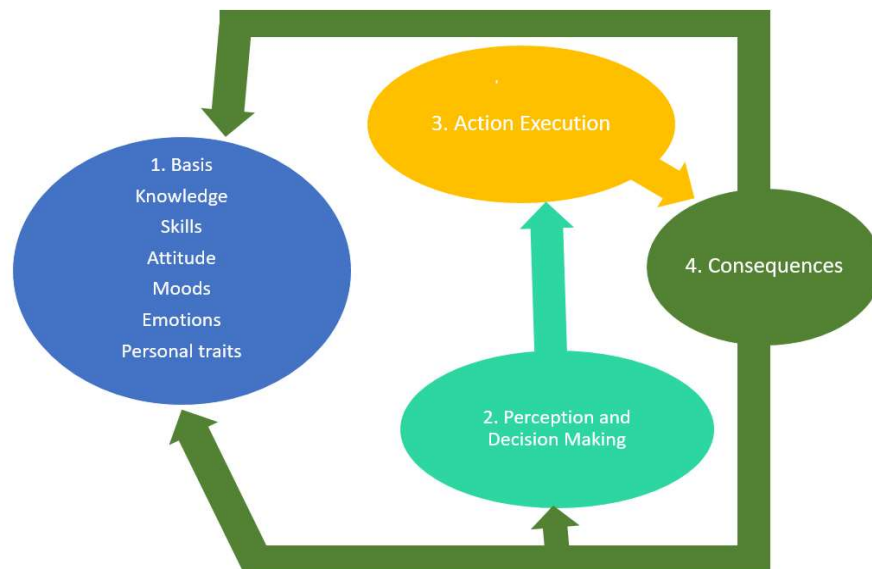 1. Basis
Knowledge
Skills
Attitude
Moods
Emotions
Personal traits
2. Perception and
Decision Making
3. Action Execution
4. Consequences